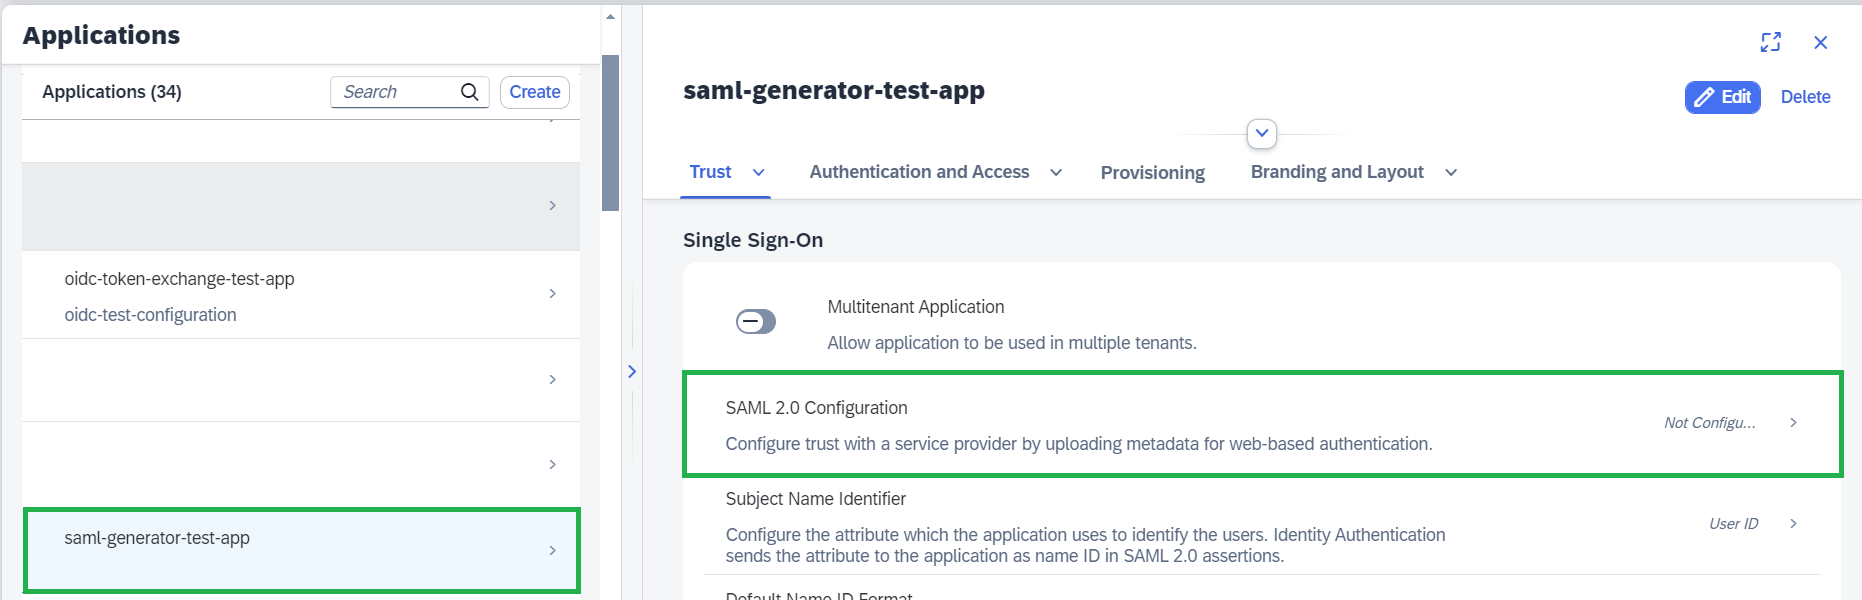 Applications
Applications (34)
Search
Create
oidc-token-exchange-test-app
oidc-test-configuration
saml-generator-test-app
saml-generator-test-app
Edit
Delete
Trust
Authentication and Access
Provisioning
Branding and Layout
Single Sign-On
Multitenant Application
Allow application to be used in multiple tenants.
SAML 2.0 Configuration
Configure trust with a service provider by uploading metadata for web-based authentication.
Not Configu...
Subject Name Identifier
Configure the attribute which the application uses to identify the users. Identity Authentication
sends the attribute to the application as name ID in SAML 2.0 assertions.
User ID
Default Name ID Format